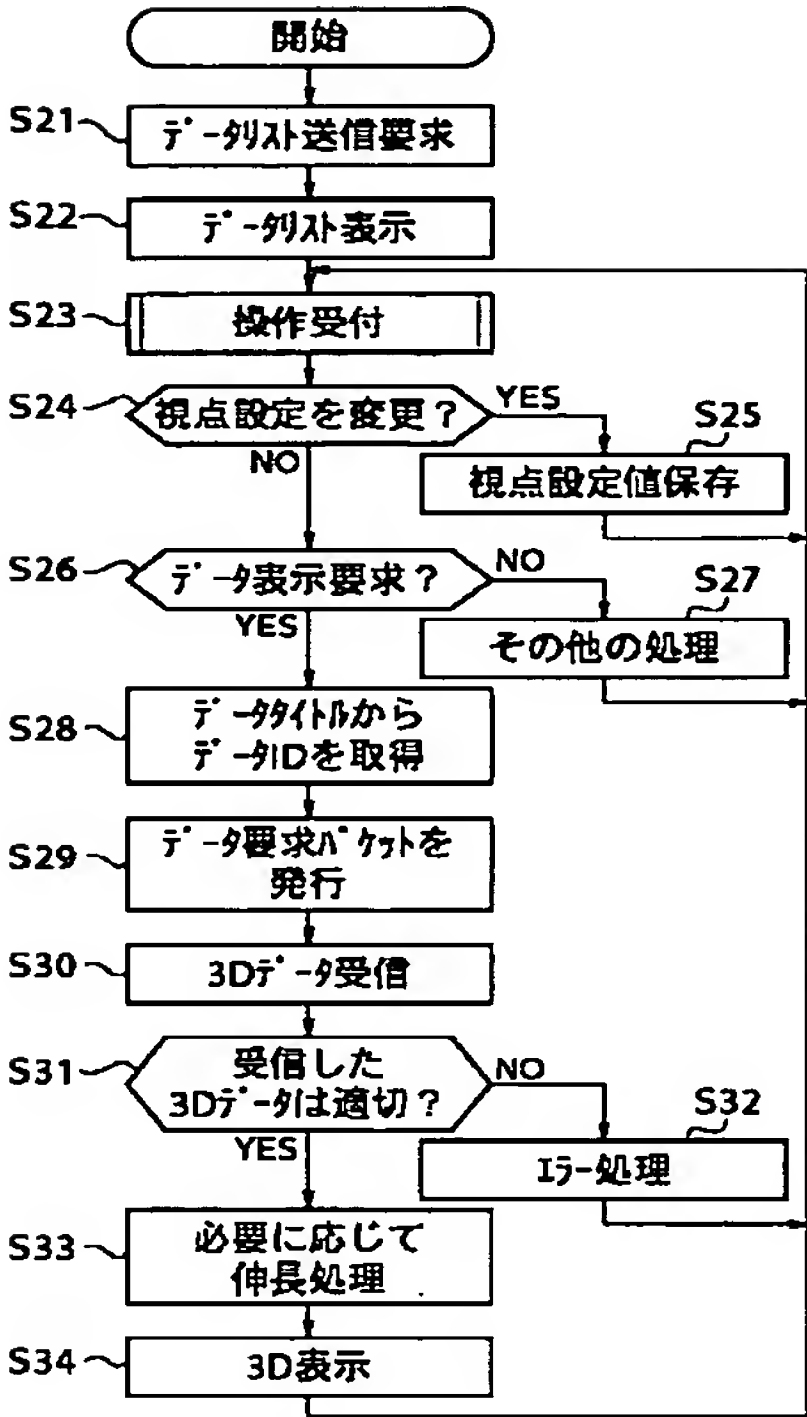 開始
S21
ﾃﾞｰﾀﾘｽﾄ送信要求
S22
ﾃﾞｰﾀﾘｽﾄ表示
S23
操作受付
S24
視点設定を変更?
YES
NO
S25
視点設定値保存
S26
ﾃﾞｰﾀ表示要求?
NO
YES
S27
その他の処理
S28
ﾃﾞｰﾀﾀｲﾄﾙから
ﾃﾞｰﾀIDを取得
S29
ﾃﾞｰﾀ要求ﾊﾟｹｯﾄを
発行
S30
3Dﾃﾞｰﾀ受信
S31
受信した
3Dﾃﾞｰﾀは適切?
NO
YES
S32
ｴﾗｰ処理
S33
必要に応じて
伸長処理
S34
3D表示